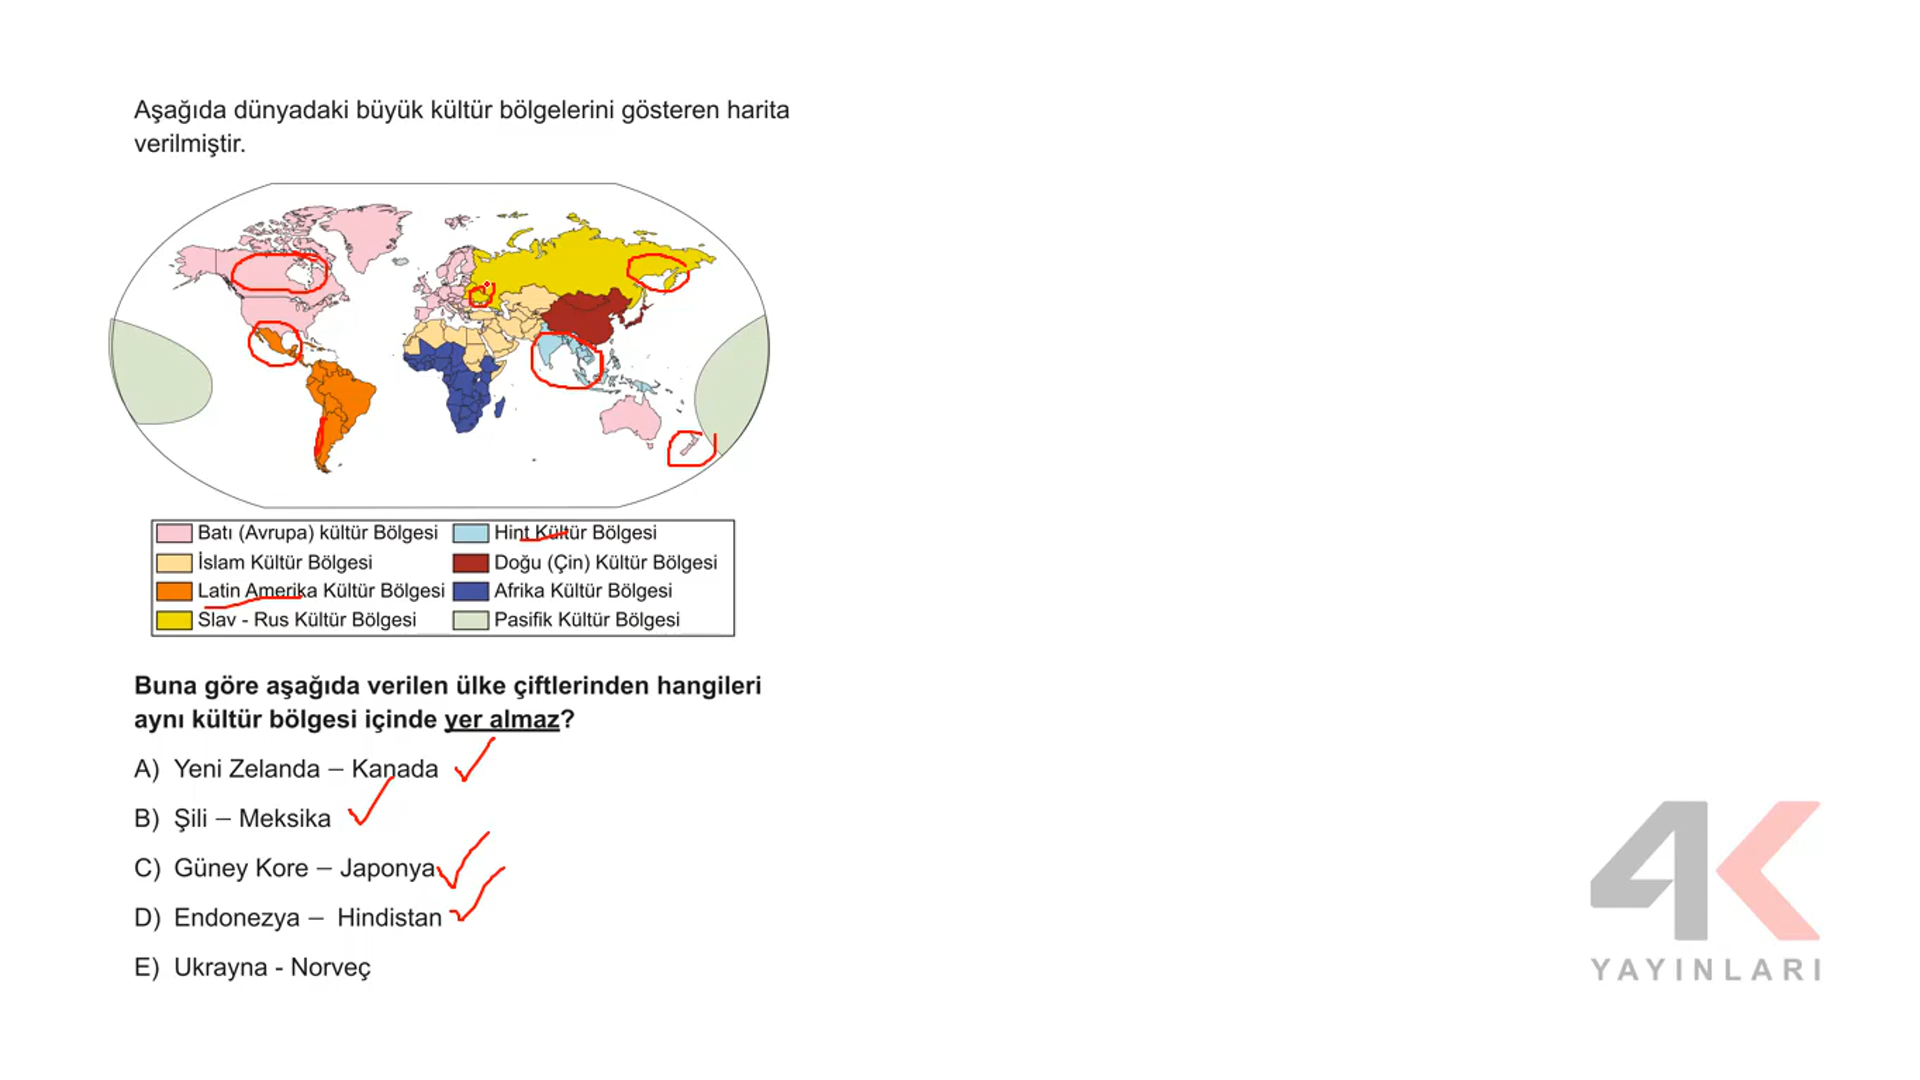 Aşağıda dünyadaki büyük kültür bölgelerini gösteren harita
verilmiştir.
Batı (Avrupa) kültür Bölgesi
Hint Kültür Bölgesi
İslam Kültür Bölgesi
Doğu (Çin) Kültür Bölgesi
Latin Amerika Kültür Bölgesi
Afrika Kültür Bölgesi
Slav - Rus Kültür Bölgesi
Pasifik Kültür Bölgesi
Buna göre aşağıda verilen ülke çiftlerinden hangileri
aynı kültür bölgesi içinde yer almaz?
A) Yeni Zelanda – Kanada
B) Şili – Meksika
C) Güney Kore – Japonya
D) Endonezya – Hindistan
E) Ukrayna - Norveç
4K
YAYINLARI